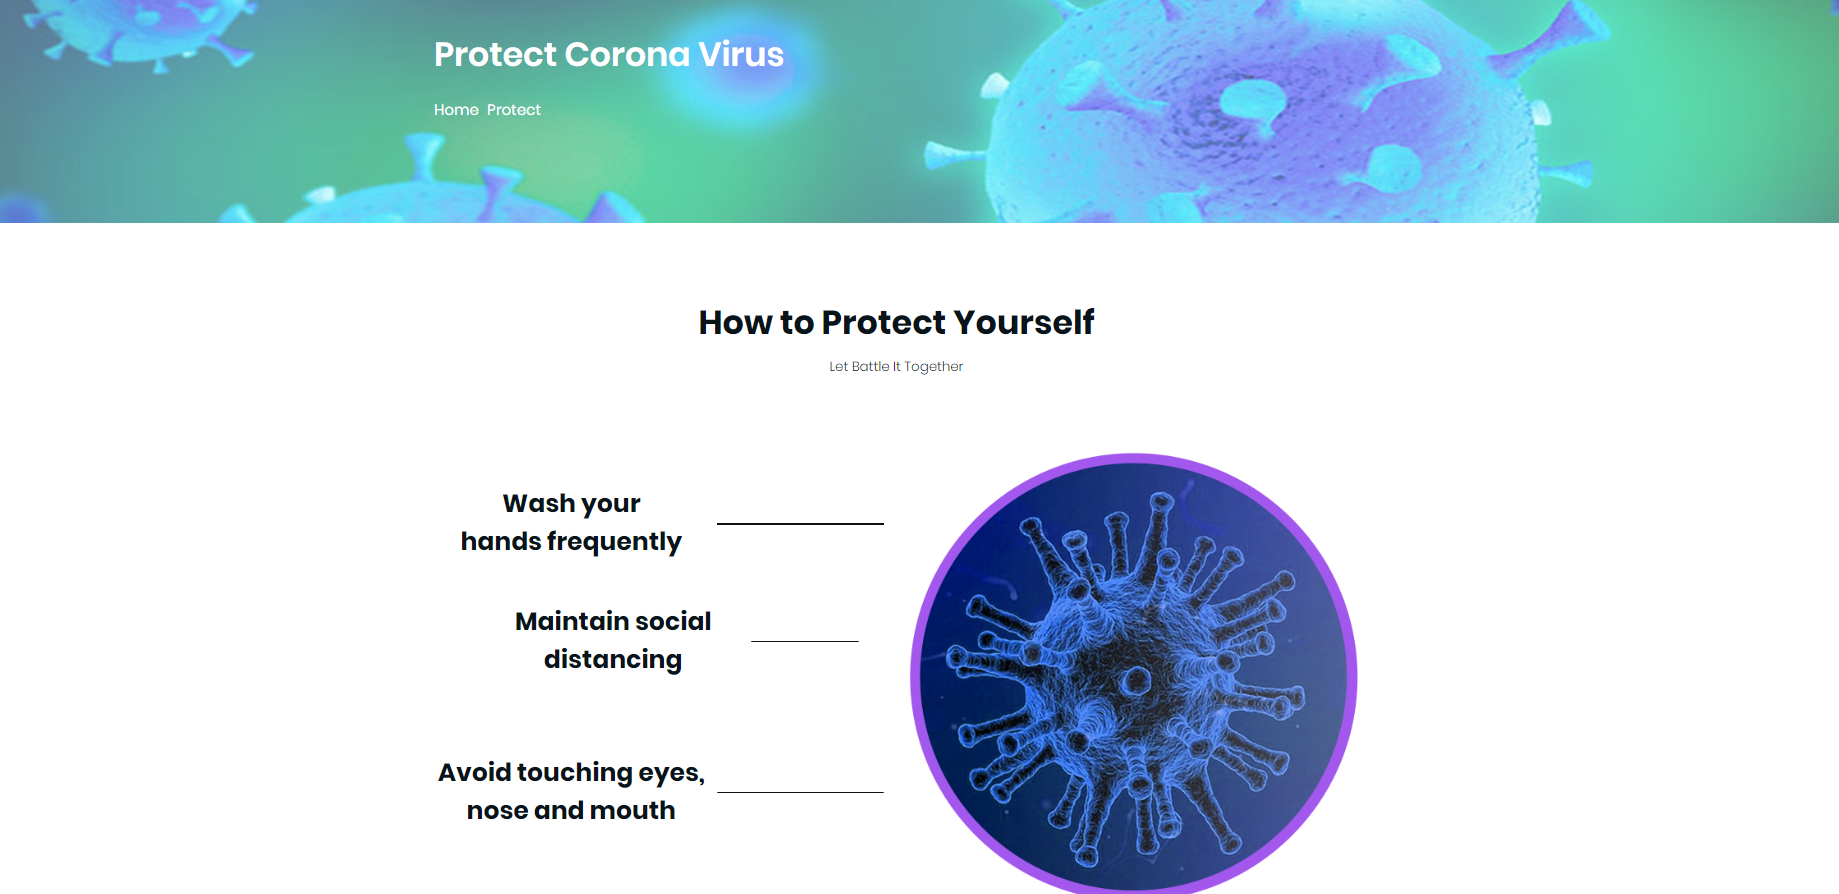 Protect Corona Virus
Home Protect
How to Protect Yourself
Let Battle It Together
Wash your
hands frequently
Maintain social
distancing
Avoid touching eyes,
nose and mouth